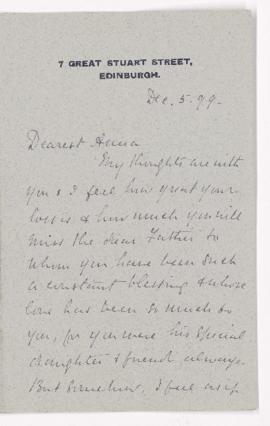 7 GREAT STUART STREET,
EDINBURGH.
Dec. 5. 99.
Dearest Anna
My thoughts are with
you & I feel how great your
loss is & how much you will
miss the dear Father to
whom you have been such
a constant blessing & whose
love has been so much to
you, for you were his special
daughter & friend always.
But somehow, I feel as if